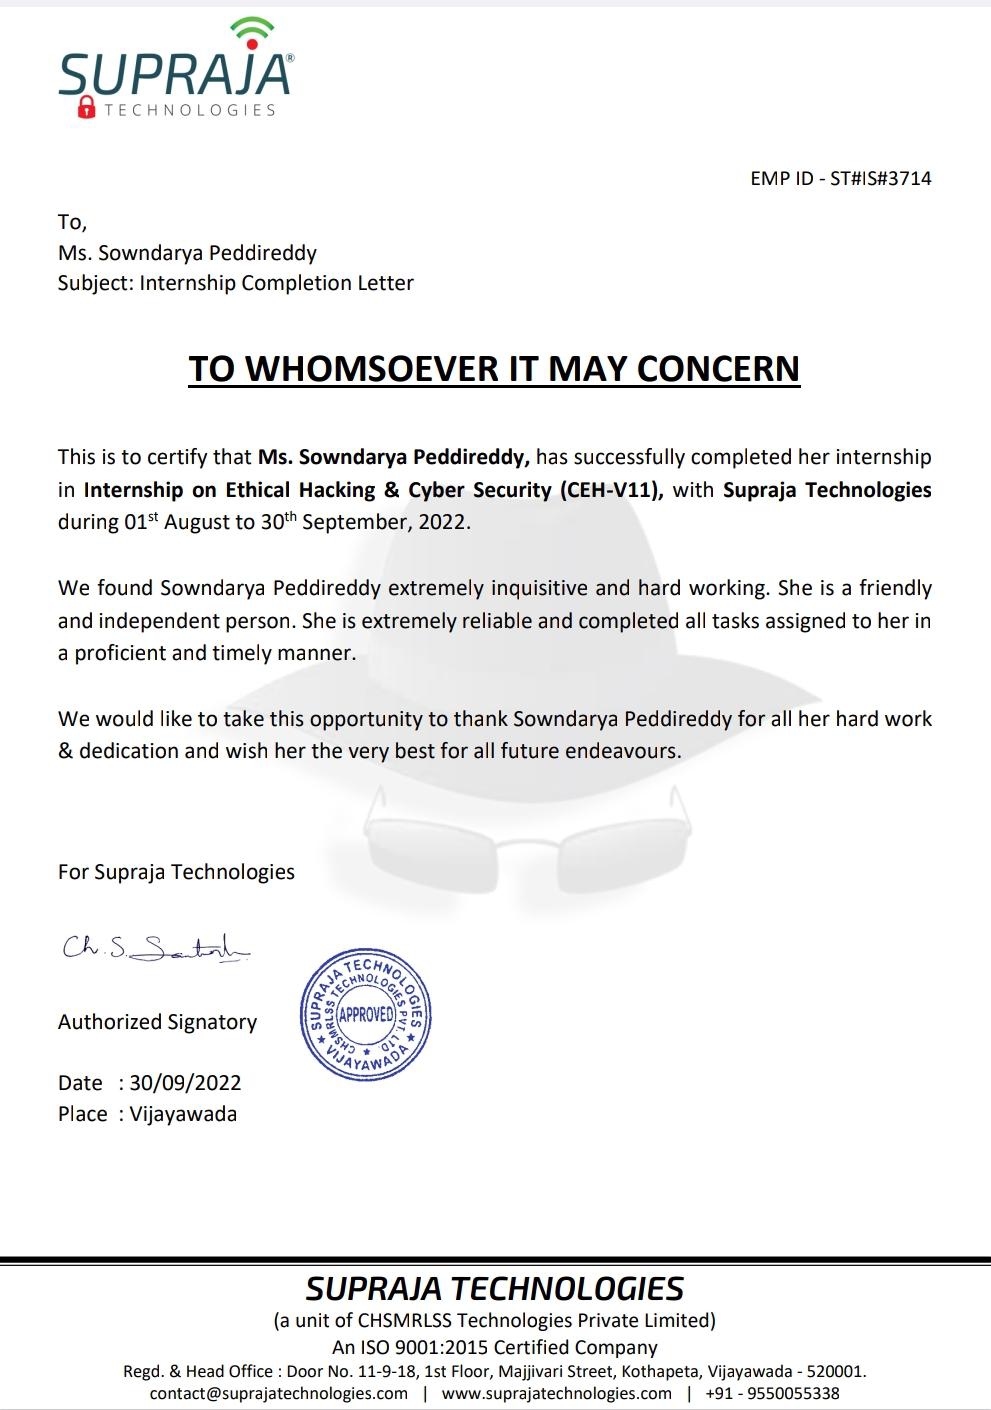 SUPRAJA®
TECHNOLOGIES
EMP ID - ST#IS#3714
To,
Ms. Sowndarya Peddireddy
Subject: Internship Completion Letter
TO WHOMSOEVER IT MAY CONCERN
This is to certify that Ms. Sowndarya Peddireddy, has successfully completed her internship
in Internship on Ethical Hacking & Cyber Security (CEH-V11), with Supraja Technologies
during 01st August to 30th September, 2022.
We found Sowndarya Peddireddy extremely inquisitive and hard working. She is a friendly
and independent person. She is extremely reliable and completed all tasks assigned to her in
a proficient and timely manner.
We would like to take this opportunity to thank Sowndarya Peddireddy for all her hard work
& dedication and wish her the very best for all future endeavours.
For Supraja Technologies
Ch. S. Santosh
SUPRAJA TECHNOLOGIES
CHSMRLSS TECHNOLOGIES PVT. LTD.
APPROVED
★ VIJAYAWADA ★
Authorized Signatory
Date : 30/09/2022
Place : Vijayawada
SUPRAJA TECHNOLOGIES
(a unit of CHSMRLSS Technologies Private Limited)
An ISO 9001:2015 Certified Company
Regd. & Head Office : Door No. 11-9-18, 1st Floor, Majjivari Street, Kothapeta, Vijayawada - 520001.
contact@suprajatechnologies.com | www.suprajatechnologies.com | +91 - 9550055338